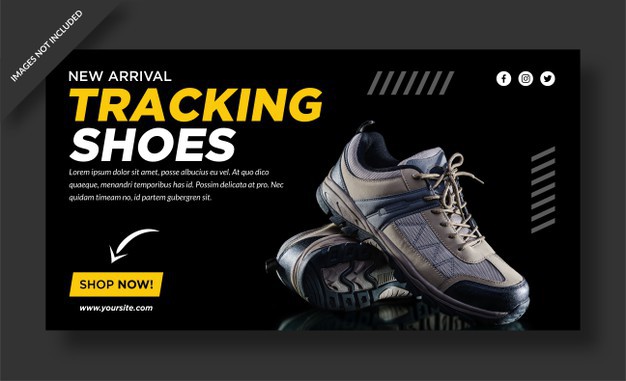 IMAGES NOT INCLUDED
NEW ARRIVAL
TRACKING
SHOES
Lorem ipsum dolor sit amet, posse albucius eu vel. At quo dico
quaeque, menandri temporibus has id. Possim delicata at pro. Nec
quidam timeam no, id partem gubergren sit.
SHOP NOW!
www.yoursite.com